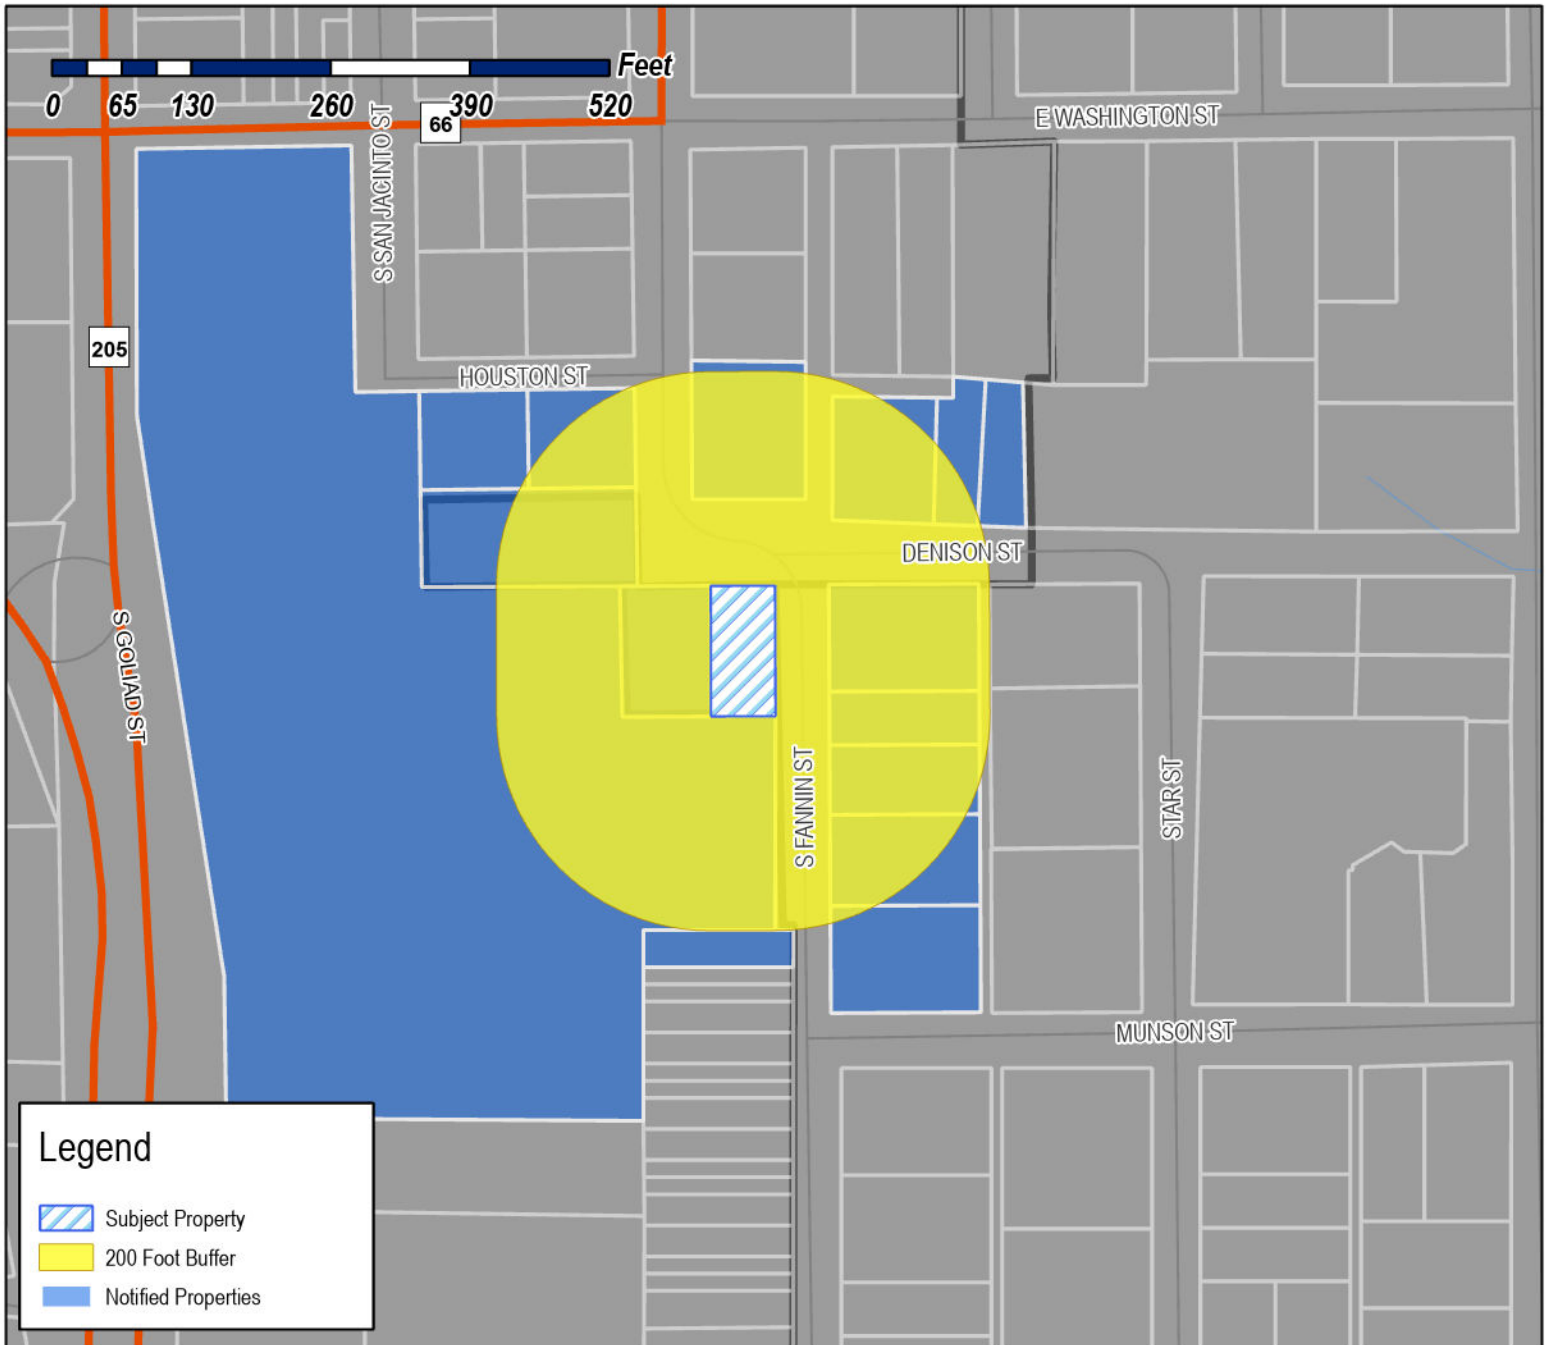 Feet
0 65 130 260 390 520
66
E WASHINGTON ST
S SAN JACINTO ST
205
HOUSTON ST
DENISON ST
S GOLIAD ST
S FANNIN ST
STAR ST
MUNSON ST
Legend
Subject Property
200 Foot Buffer
Notified Properties